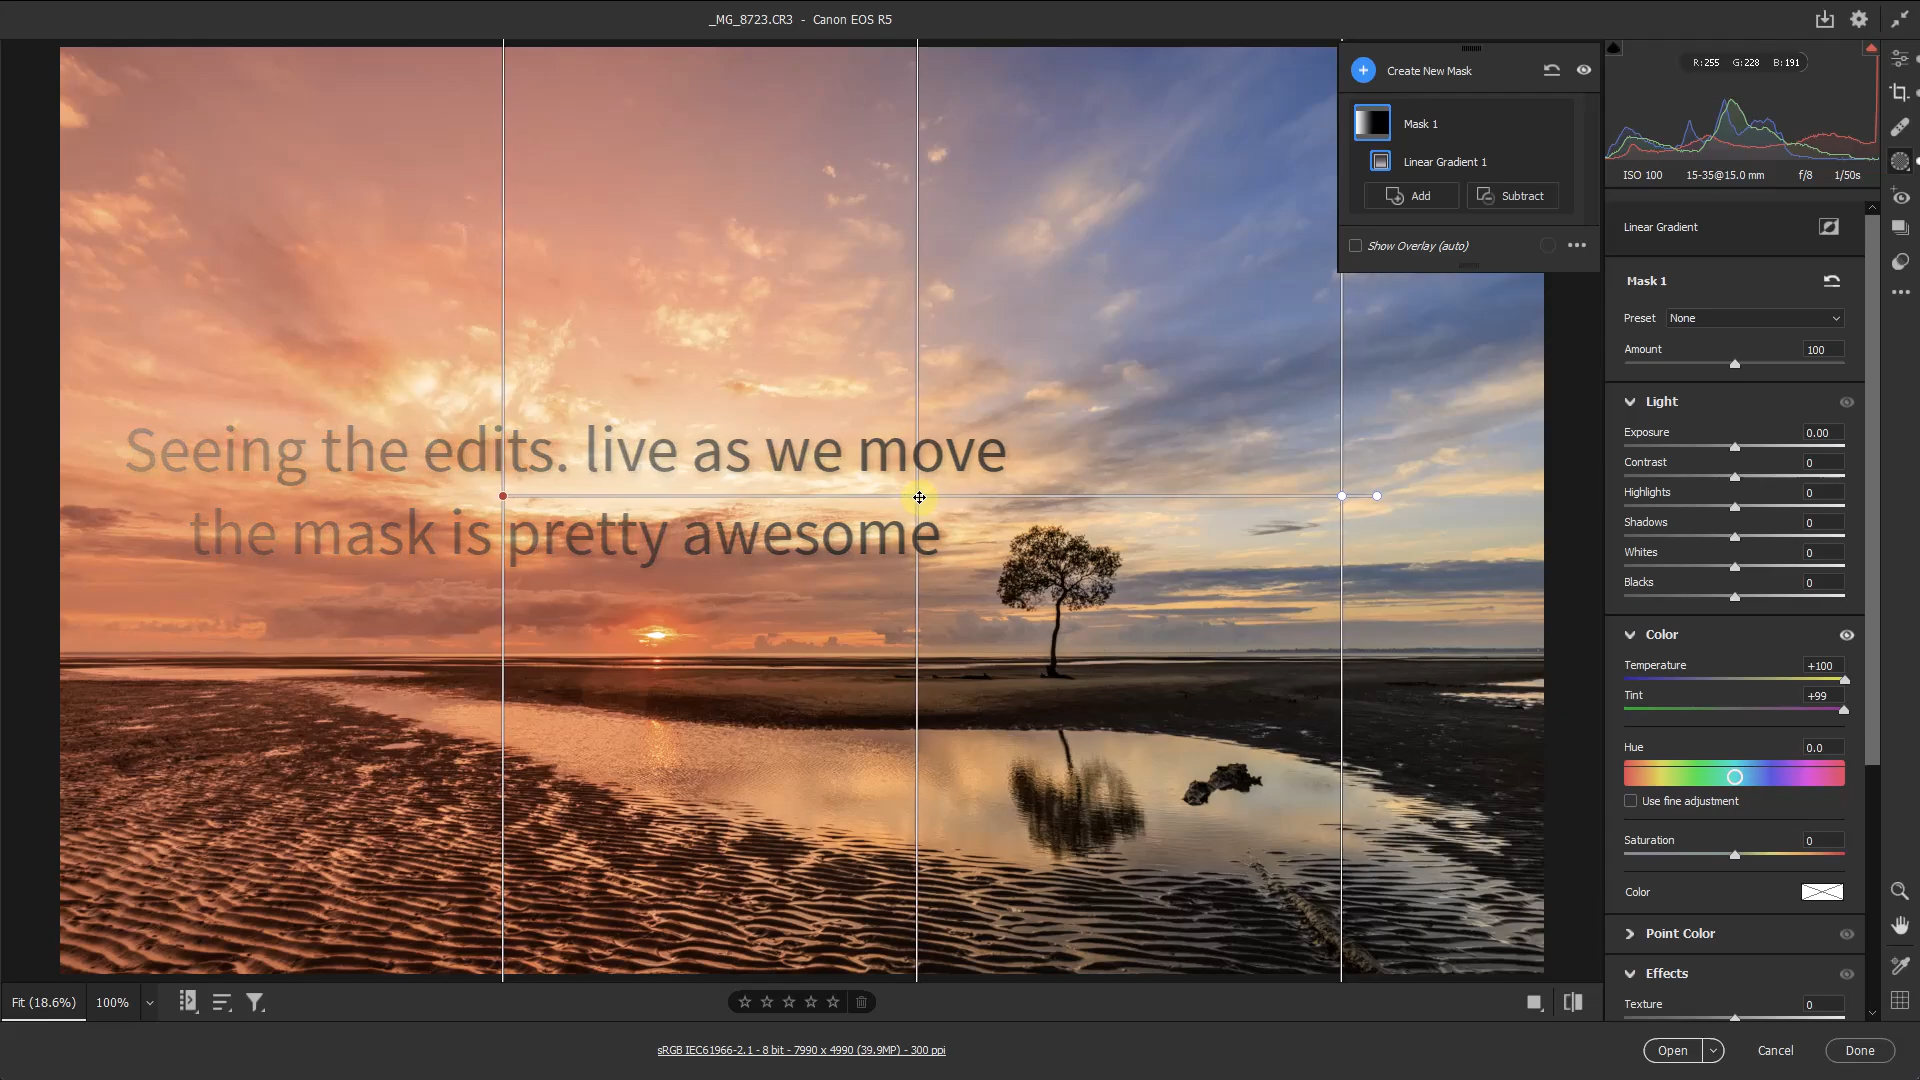 _MG_8723.CR3 - Canon EOS R5
Create New Mask
Mask 1
Linear Gradient 1
Add Subtract
Show Overlay (auto)
R:255 G:228 B:191
ISO 100 15-35@15.0 mm f/8 1/50s
Linear Gradient
Mask 1
Preset None
Amount 100
Light
Exposure 0.00
Contrast 0
Highlights 0
Shadows 0
Whites 0
Blacks 0
Color
Temperature +100
Tint +99
Hue 0.0
Use fine adjustment
Saturation 0
Color
Point Color
Effects
Texture 0
Seeing the edits. live as we move
the mask is pretty awesome
Fit (18.6%) 100%
sRGB IEC61966-2.1 - 8 bit - 7990 x 4990 (39.9MP) - 300 ppi
Open Cancel Done